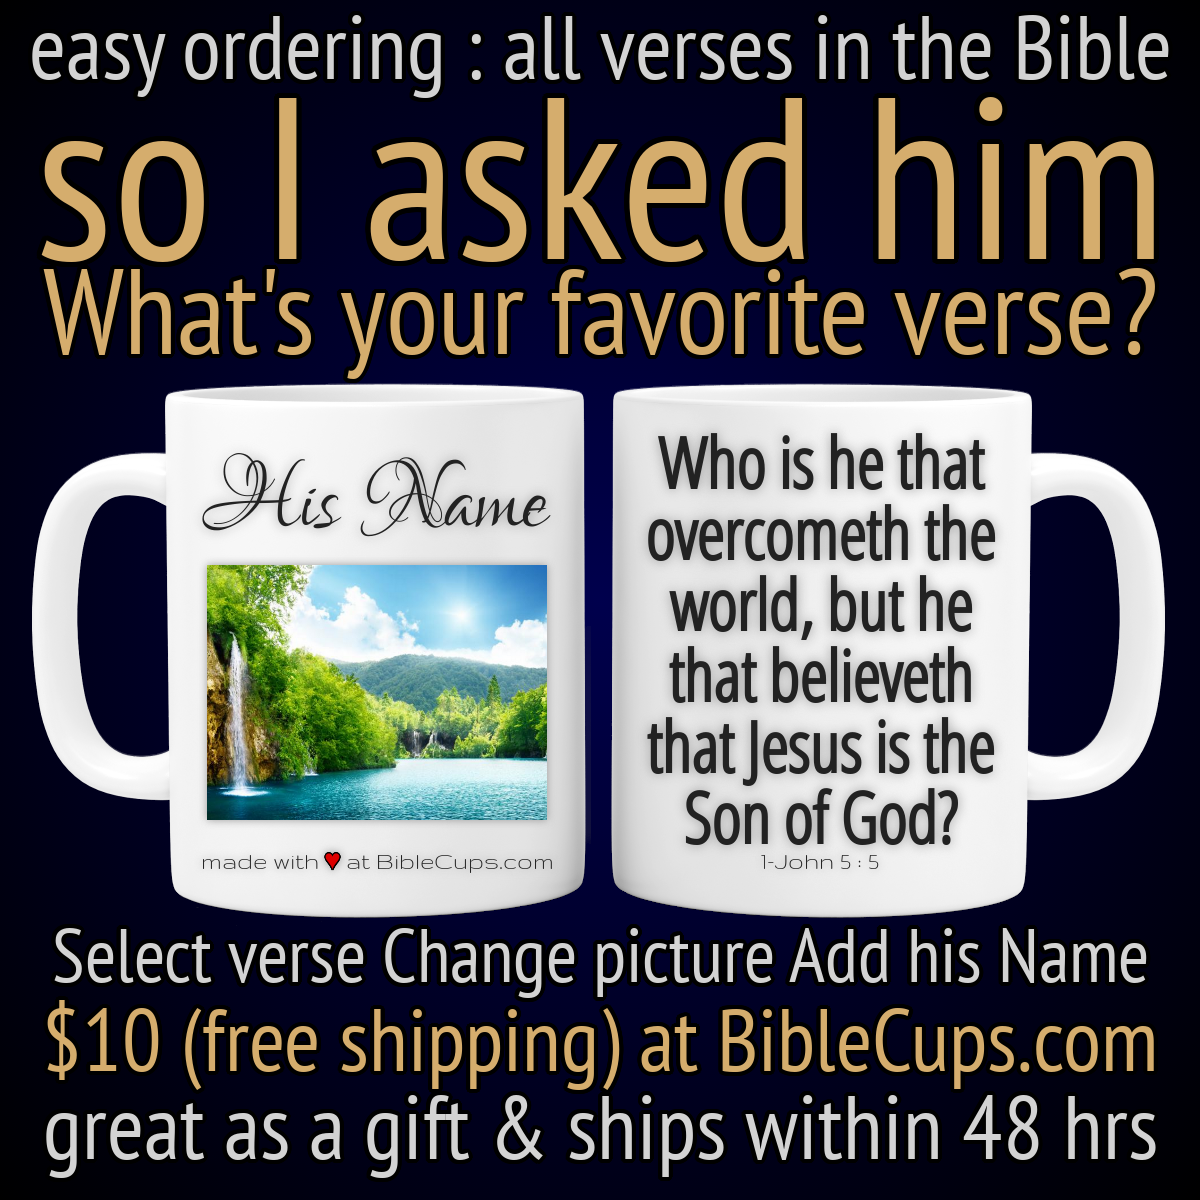 easy ordering : all verses in the Bible
so I asked him
What's your favorite verse?
His Name
made with ♥ at BibleCups.com
Who is he that
overcometh the
world, but he
that believeth
that Jesus is the
Son of God?
1-John 5 : 5
Select verse Change picture Add his Name
$10 (free shipping) at BibleCups.com
great as a gift & ships within 48 hrs